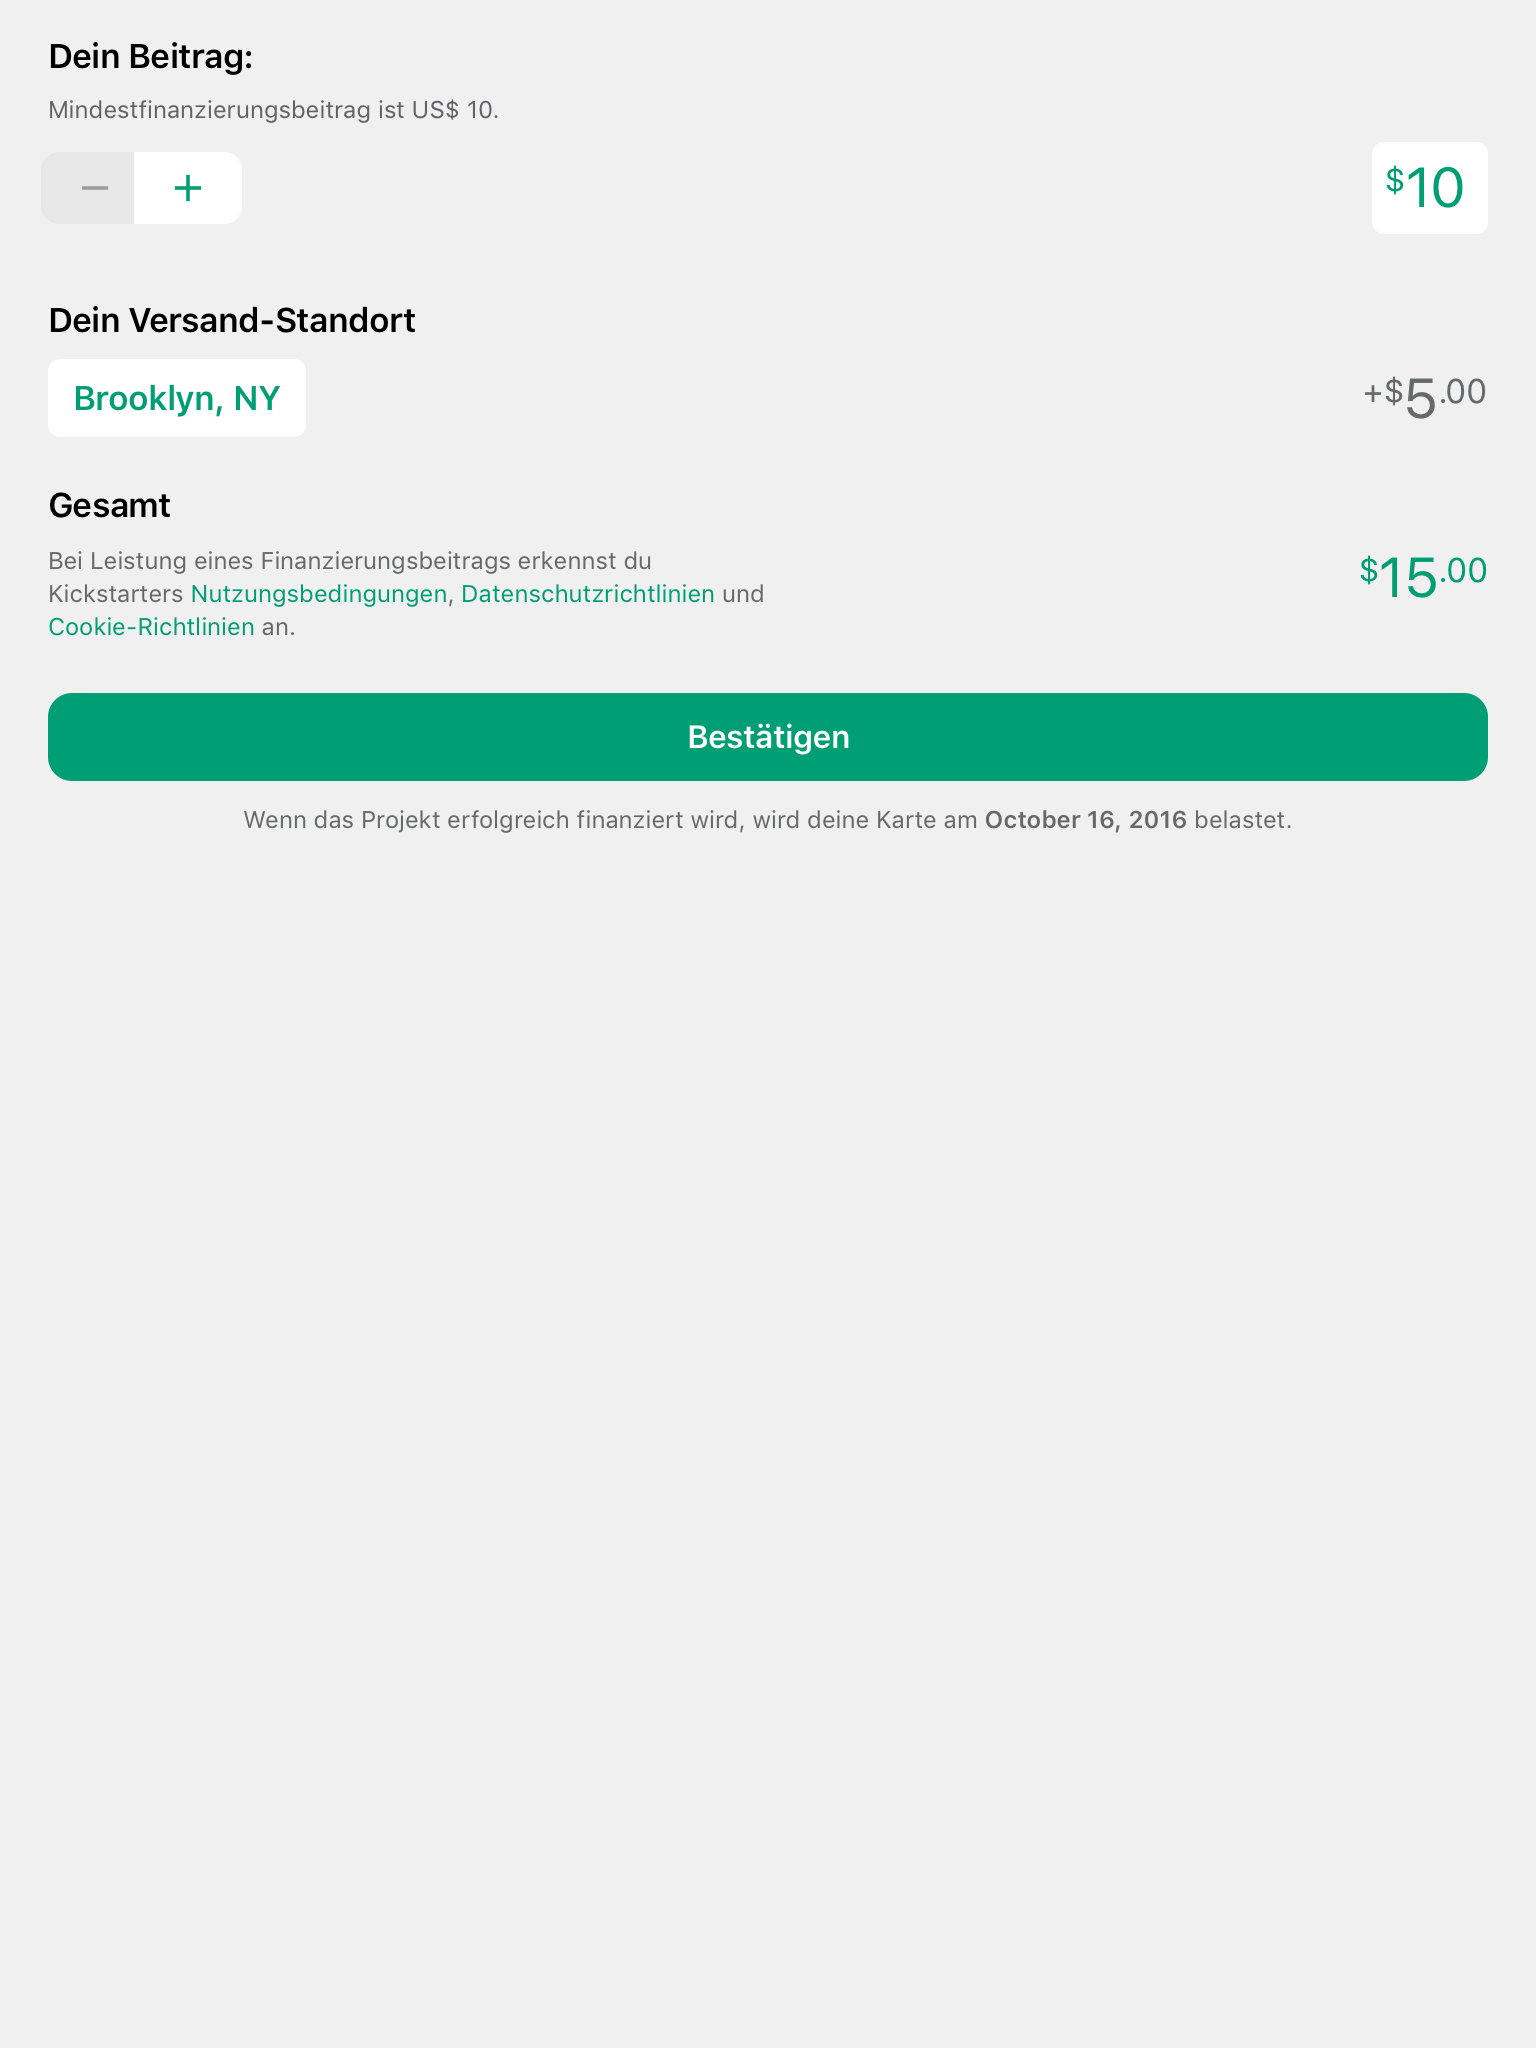 Dein Beitrag:
Mindestfinanzierungsbeitrag ist US$ 10.
− + $10
Dein Versand-Standort
Brooklyn, NY +$5.00
Gesamt
Bei Leistung eines Finanzierungsbeitrags erkennst du
Kickstarters Nutzungsbedingungen, Datenschutzrichtlinien und
Cookie-Richtlinien an.
$15.00
Bestätigen
Wenn das Projekt erfolgreich finanziert wird, wird deine Karte am October 16, 2016 belastet.